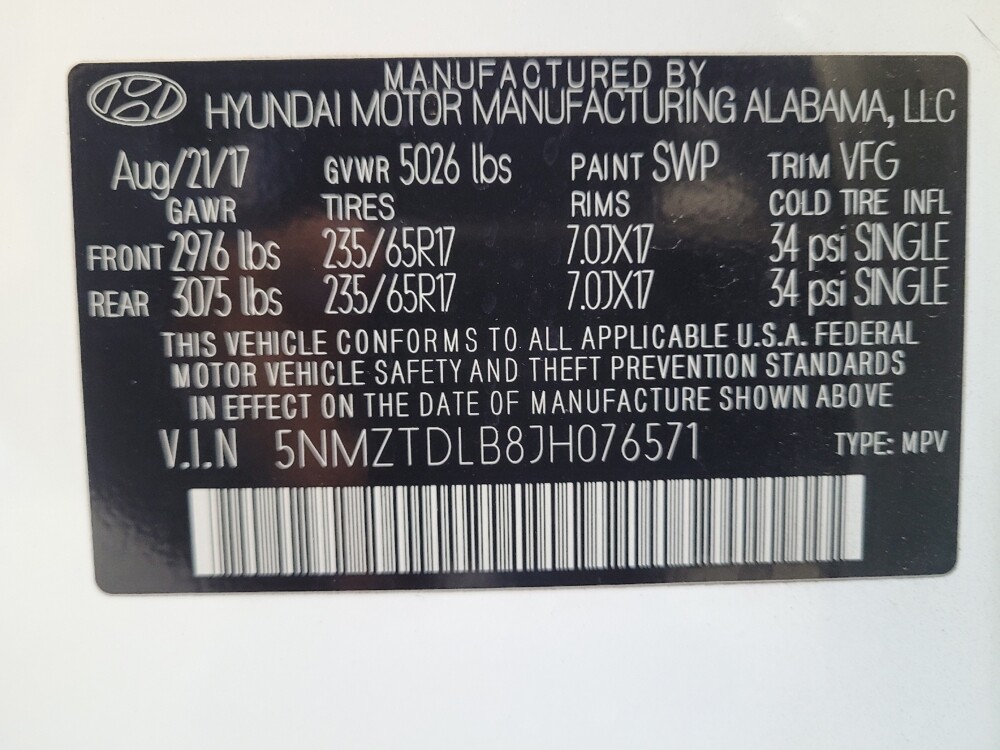 MANUFACTURED BY
HYUNDAI MOTOR MANUFACTURING ALABAMA, LLC
Aug/21/17 GVWR 5026 lbs PAINT SWP TRIM VFG
GAWR TIRES RIMS COLD TIRE INFL
FRONT 2976 lbs 235/65R17 7.0JX17 34 psi SINGLE
REAR 3075 lbs 235/65R17 7.0JX17 34 psi SINGLE
THIS VEHICLE CONFORMS TO ALL APPLICABLE U.S.A. FEDERAL
MOTOR VEHICLE SAFETY AND THEFT PREVENTION STANDARDS
IN EFFECT ON THE DATE OF MANUFACTURE SHOWN ABOVE
V.I.N 5NMZTDLB8JH076571 TYPE: MPV